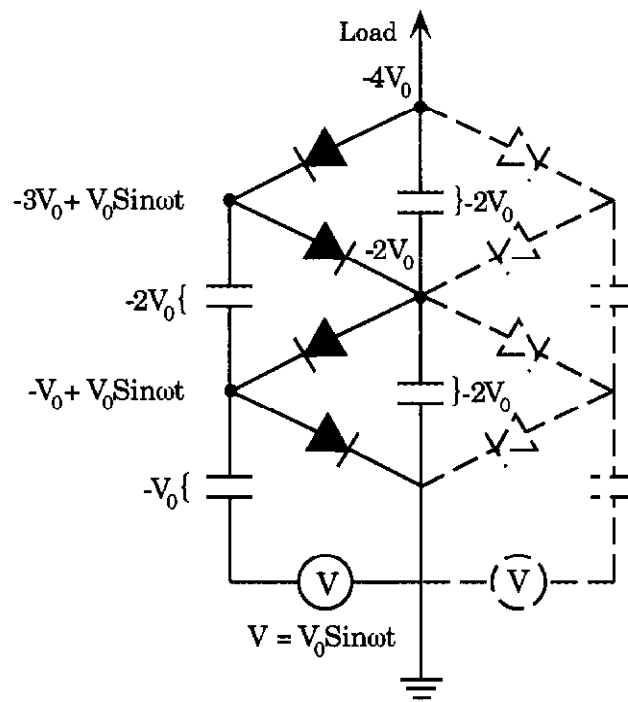 Load
-4V₀
-3V₀ + V₀Sinωt
}-2V₀
-2V₀
-2V₀{
-V₀ + V₀Sinωt
}-2V₀
-V₀{
V
V
V = V₀Sinωt